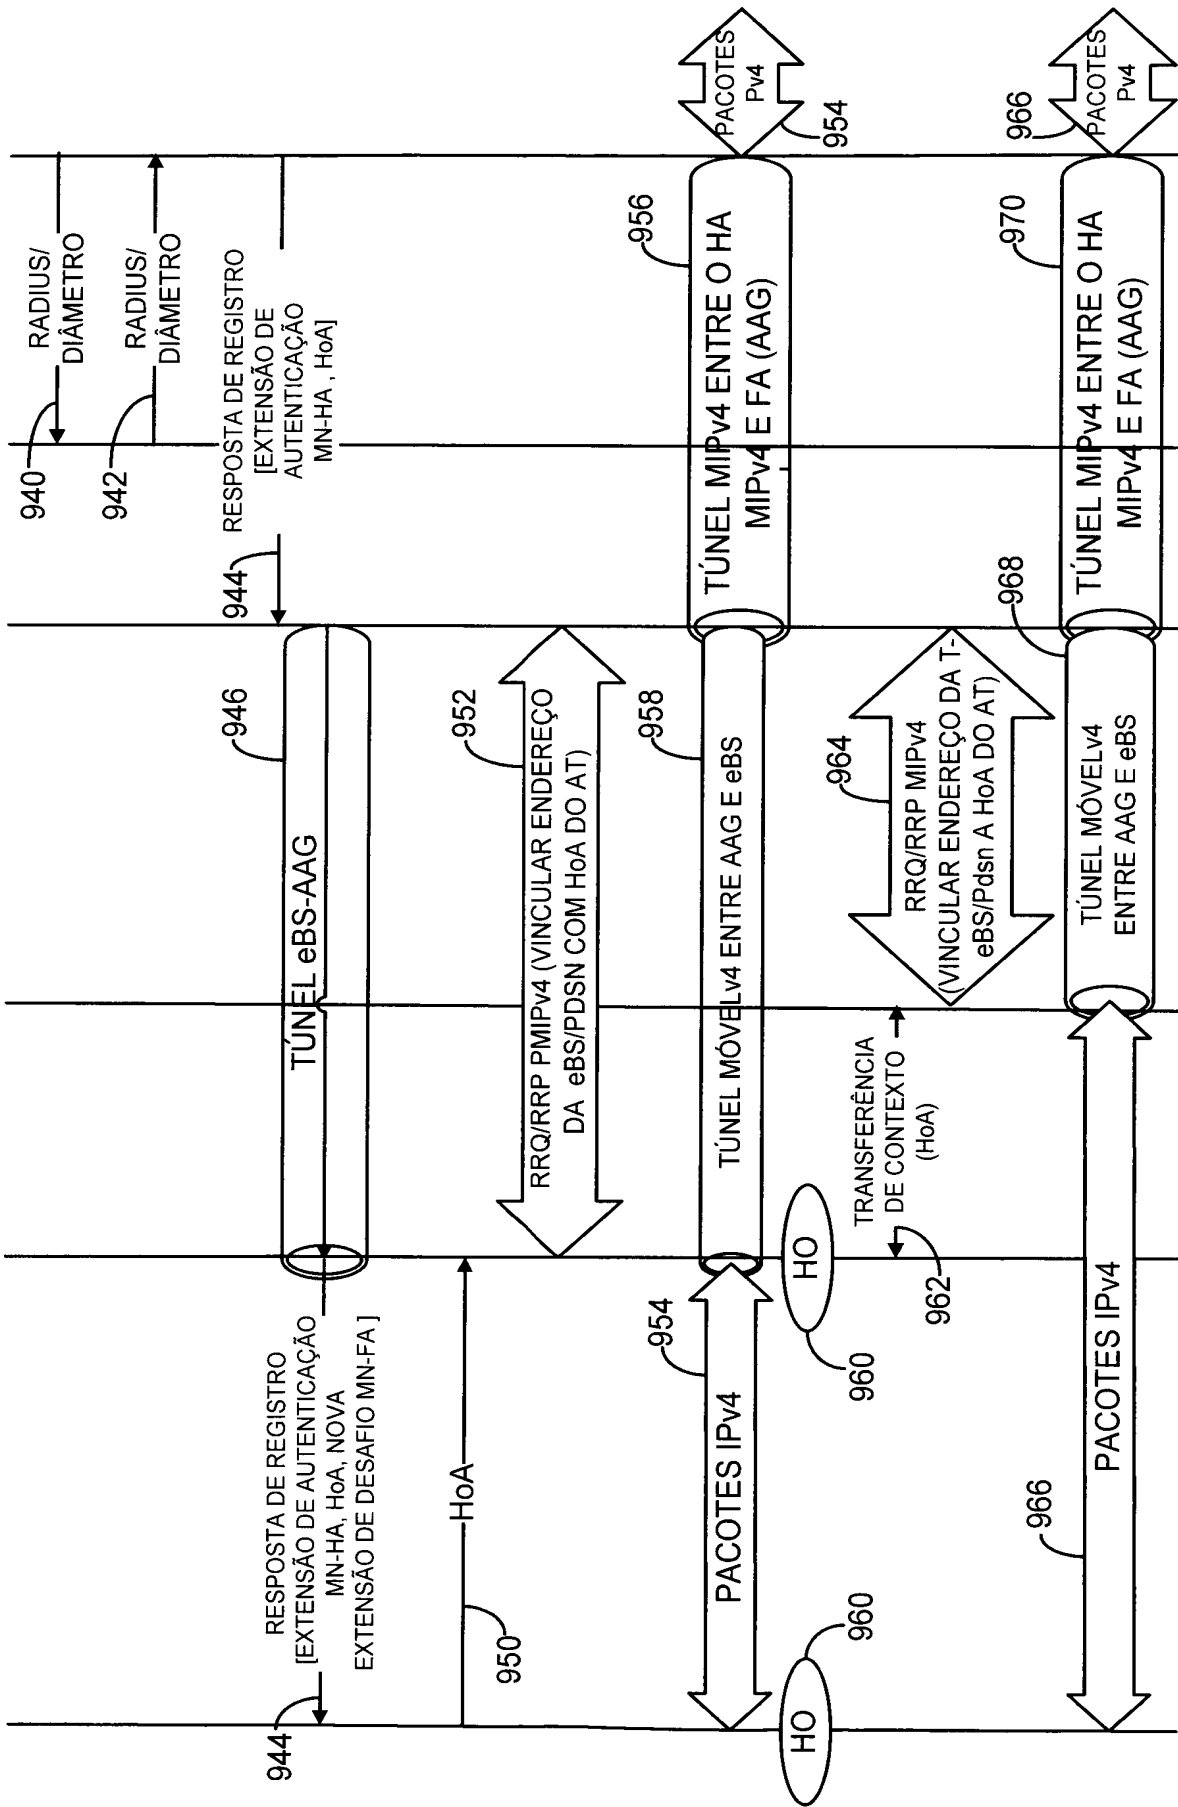 940
RADIUS/
DIÂMETRO
942
RADIUS/
DIÂMETRO
944
RESPOSTA DE REGISTRO
[EXTENSÃO DE
AUTENTICAÇÃO
MN-HA , HoA]
944
RESPOSTA DE REGISTRO
[EXTENSÃO DE AUTENTICAÇÃO
MN-HA, HoA, NOVA
EXTENSÃO DE DESAFIO MN-FA ]
TÚNEL eBS-AAG
946
950
HoA
RRQ/RRP PMIPv4 (VINCULAR ENDEREÇO
DA eBS/PDSN COM HoA DO AT)
952
PACOTES IPv4
954
TÚNEL MÓVELv4 ENTRE AAG E eBS
958
TÚNEL MIPv4 ENTRE O HA
MIPv4 E FA (AAG)
956
PACOTES
Pv4
954
HO
960
HO
960
TRANSFERÊNCIA
DE CONTEXTO
(HoA)
962
964
RRQ/RRP MIPv4
(VINCULAR ENDEREÇO DA T-
eBS/Pdsn A HoA DO AT)
966
PACOTES IPv4
TÚNEL MÓVELv4
ENTRE AAG E eBS
968
TÚNEL MIPv4 ENTRE O HA
MIPv4 E FA (AAG)
970
PACOTES
Pv4
966